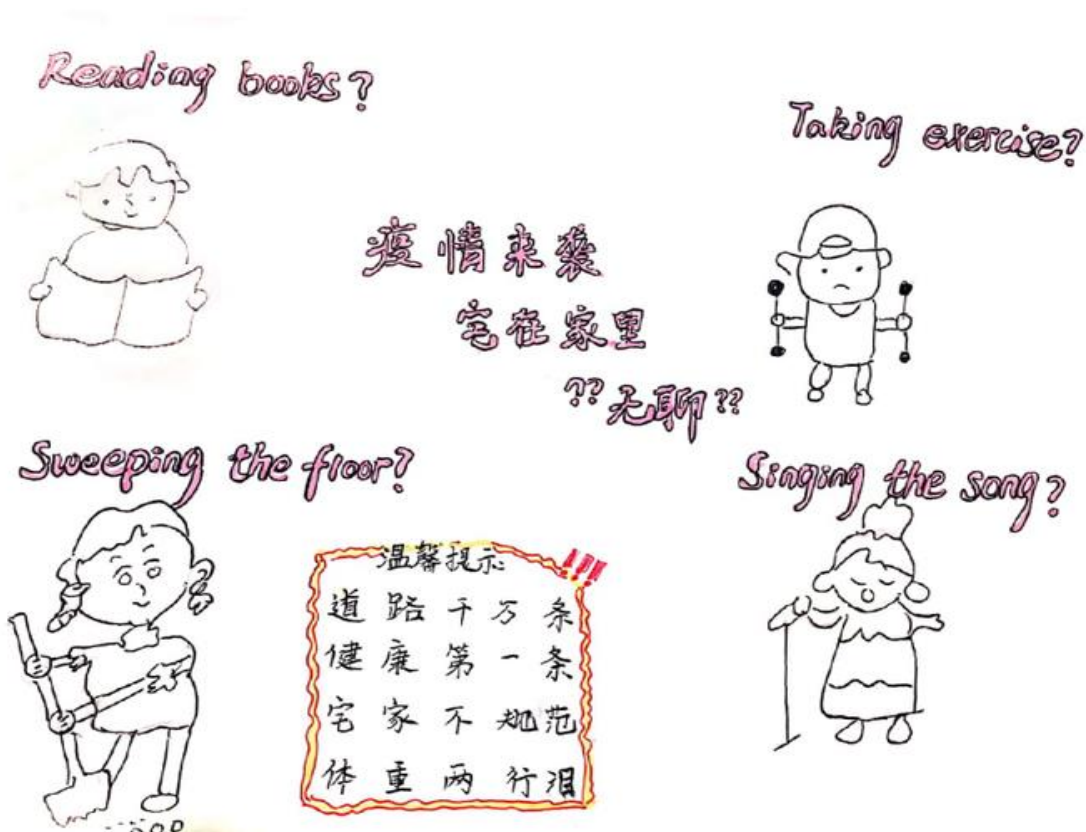 Reading books?
Taking exercise?
疫情来袭
宅在家里
??无聊??
Sweeping the floor?
Singing the song?
温馨提示 !!!
道路千万条
健康第一条
宅家不规范
体重两行泪